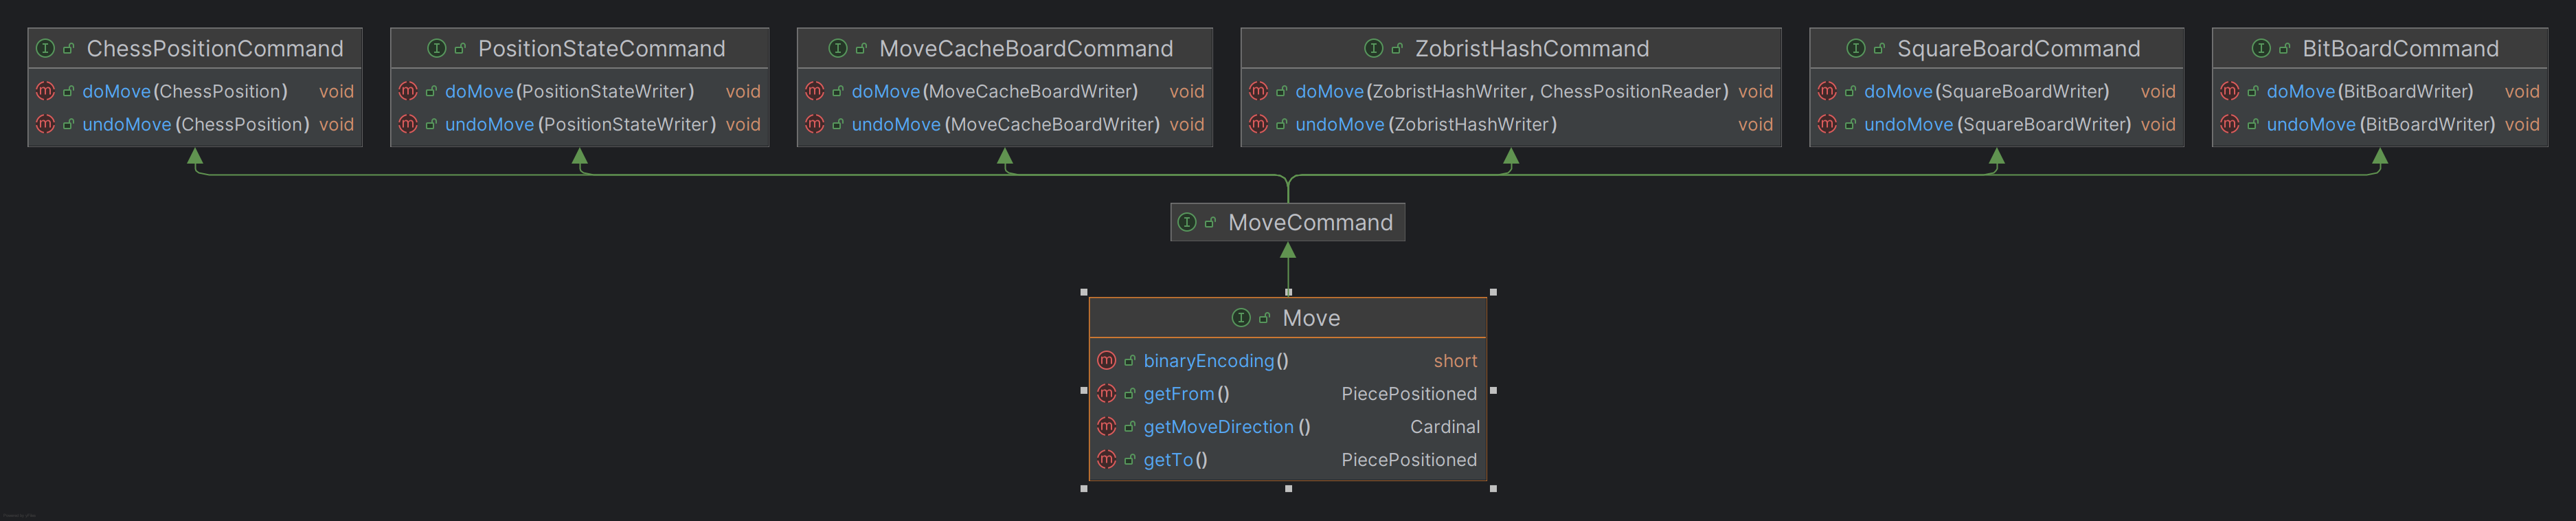 ChessPositionCommand
doMove(ChessPosition) void
undoMove(ChessPosition) void
PositionStateCommand
doMove(PositionStateWriter) void
undoMove(PositionStateWriter) void
MoveCacheBoardCommand
doMove(MoveCacheBoardWriter) void
undoMove(MoveCacheBoardWriter) void
ZobristHashCommand
doMove(ZobristHashWriter, ChessPositionReader) void
undoMove(ZobristHashWriter) void
SquareBoardCommand
doMove(SquareBoardWriter) void
undoMove(SquareBoardWriter) void
BitBoardCommand
doMove(BitBoardWriter) void
undoMove(BitBoardWriter) void
MoveCommand
Move
binaryEncoding() short
getFrom() PiecePositioned
getMoveDirection() Cardinal
getTo() PiecePositioned